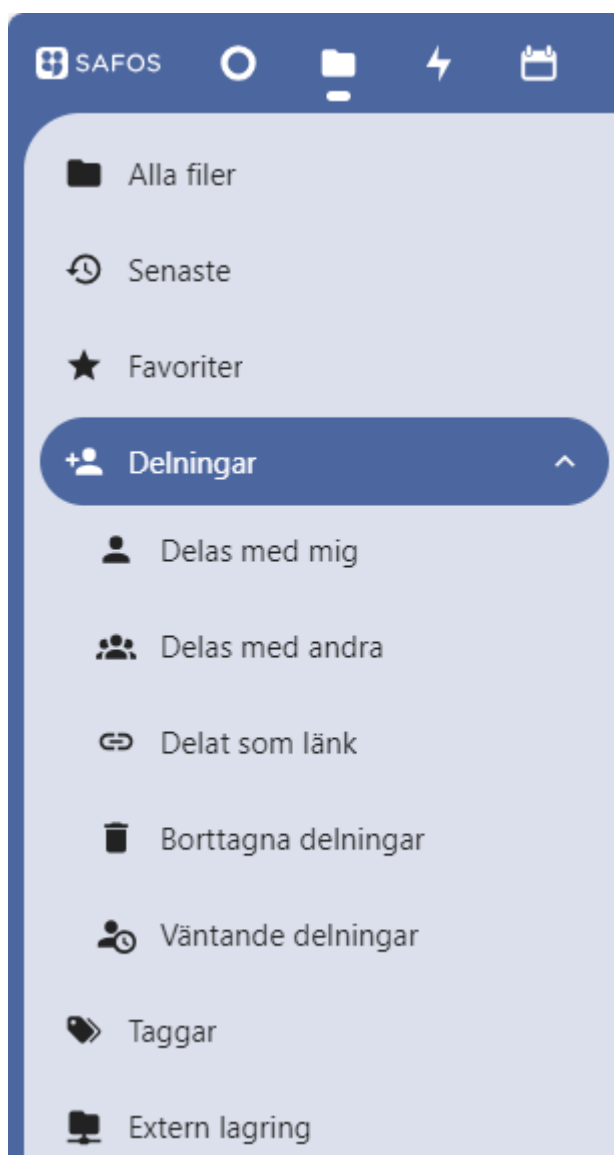 SAFOS
Alla filer
Senaste
Favoriter
Delningar
Delas med mig
Delas med andra
Delat som länk
Borttagna delningar
Väntande delningar
Taggar
Extern lagring